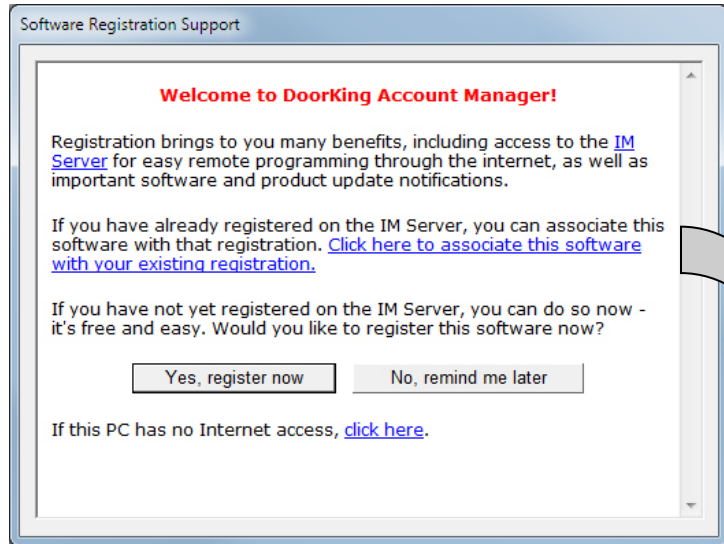 Software Registration Support
Welcome to DoorKing Account Manager!
Registration brings to you many benefits, including access to the IM
Server for easy remote programming through the internet, as well as
important software and product update notifications.
If you have already registered on the IM Server, you can associate this
software with that registration. Click here to associate this software
with your existing registration.
If you have not yet registered on the IM Server, you can do so now -
it's free and easy. Would you like to register this software now?
Yes, register now No, remind me later
If this PC has no Internet access, click here.